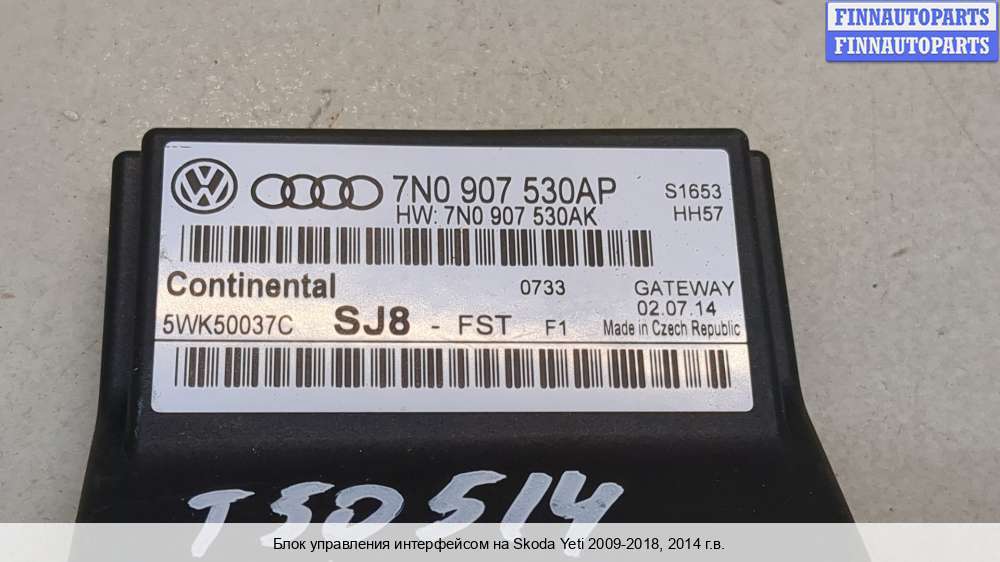 FINNAUTOPARTS
FINNAUTOPARTS
7N0 907 530AP
S1653
HW: 7N0 907 530AK
HH57
Continental
0733
GATEWAY
02.07.14
5WK50037C
SJ8 - FST
F1
Made in Czech Republic
T50514
Блок управления интерфейсом на Skoda Yeti 2009-2018, 2014 г.в.